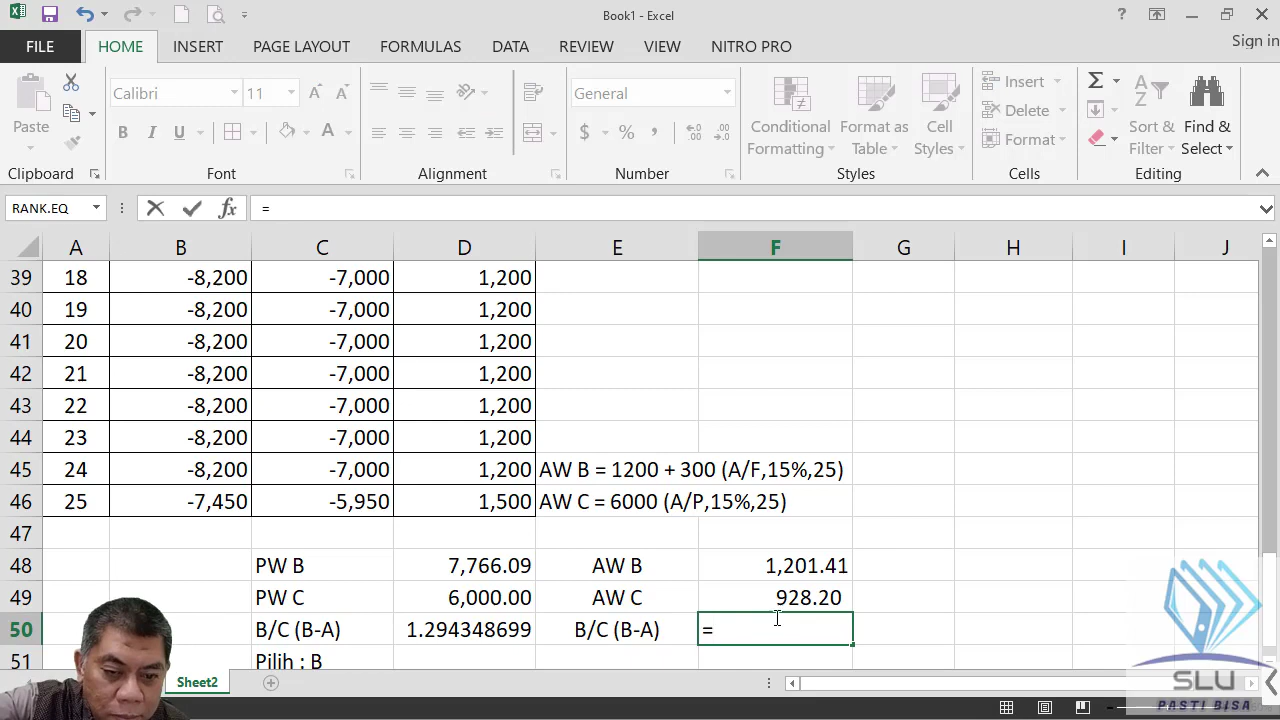 Book1 - Excel
Sign in
FILE HOME INSERT PAGE LAYOUT FORMULAS DATA REVIEW VIEW NITRO PRO
Paste
Clipboard
Calibri 11
B I U A
Font
Alignment
General
$ % ,
Number
Conditional Formatting
Format as Table
Cell Styles
Styles
Insert
Delete
Format
Cells
Sort & Filter
Find & Select
Editing
RANK.EQ fx =
A B C D E F G H I J
39 18 -8,200 -7,000 1,200
40 19 -8,200 -7,000 1,200
41 20 -8,200 -7,000 1,200
42 21 -8,200 -7,000 1,200
43 22 -8,200 -7,000 1,200
44 23 -8,200 -7,000 1,200
45 24 -8,200 -7,000 1,200 AW B = 1200 + 300 (A/F,15%,25)
46 25 -7,450 -5,950 1,500 AW C = 6000 (A/P,15%,25)
47
48 PW B 7,766.09 AW B 1,201.41
49 PW C 6,000.00 AW C 928.20
50 B/C (B-A) 1.294348699 B/C (B-A) =
51 Pilih : B
Sheet2
SLU
PASTI BISA